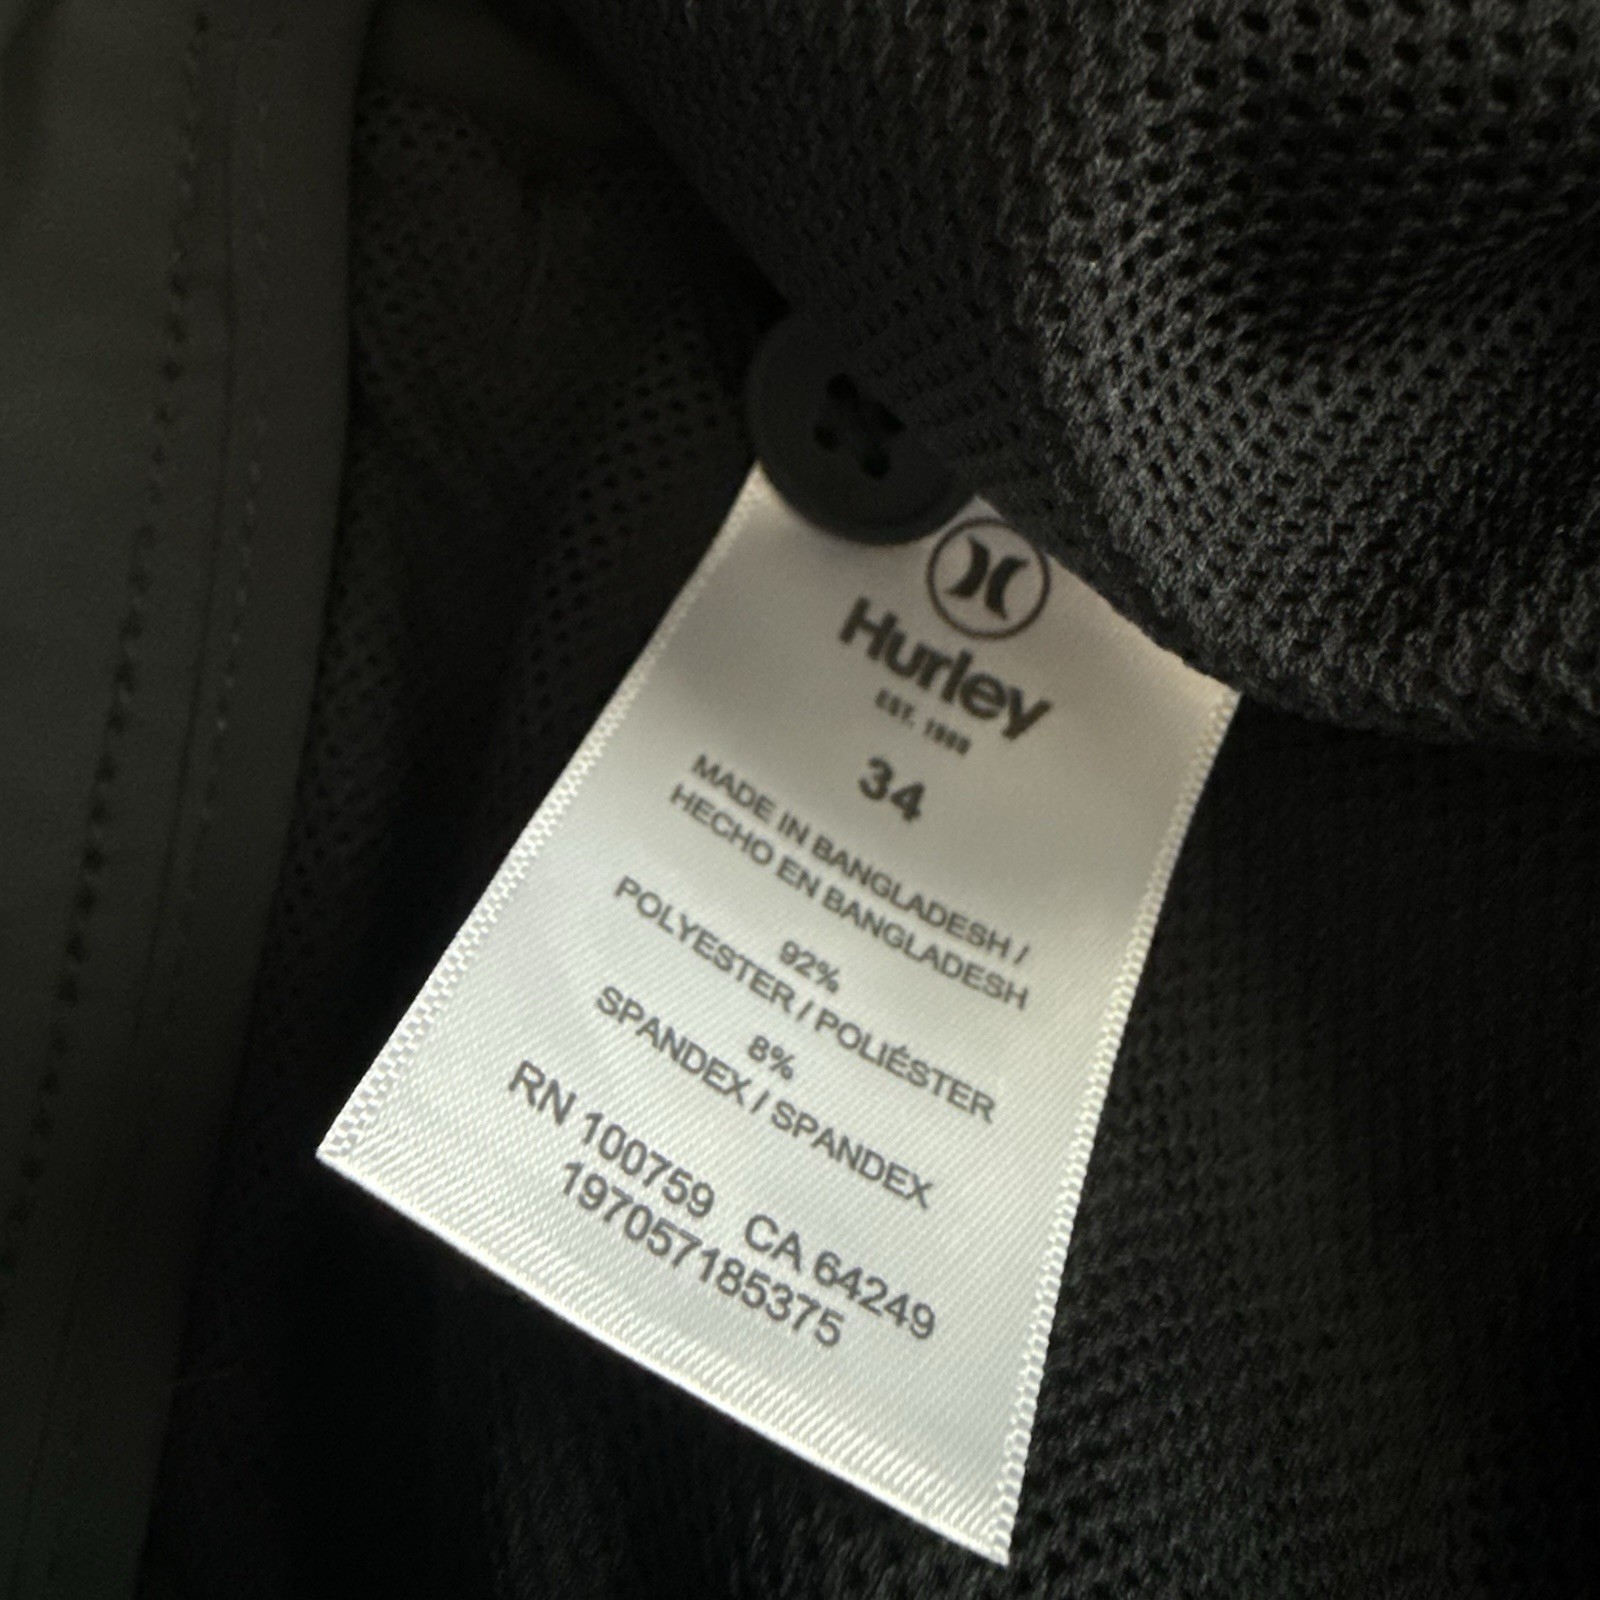 Hurley
EST. 1999
34
MADE IN BANGLADESH /
HECHO EN BANGLADESH
92%
POLYESTER / POLIÉSTER
8%
SPANDEX / SPANDEX
RN 100759 CA 64249
197057185375